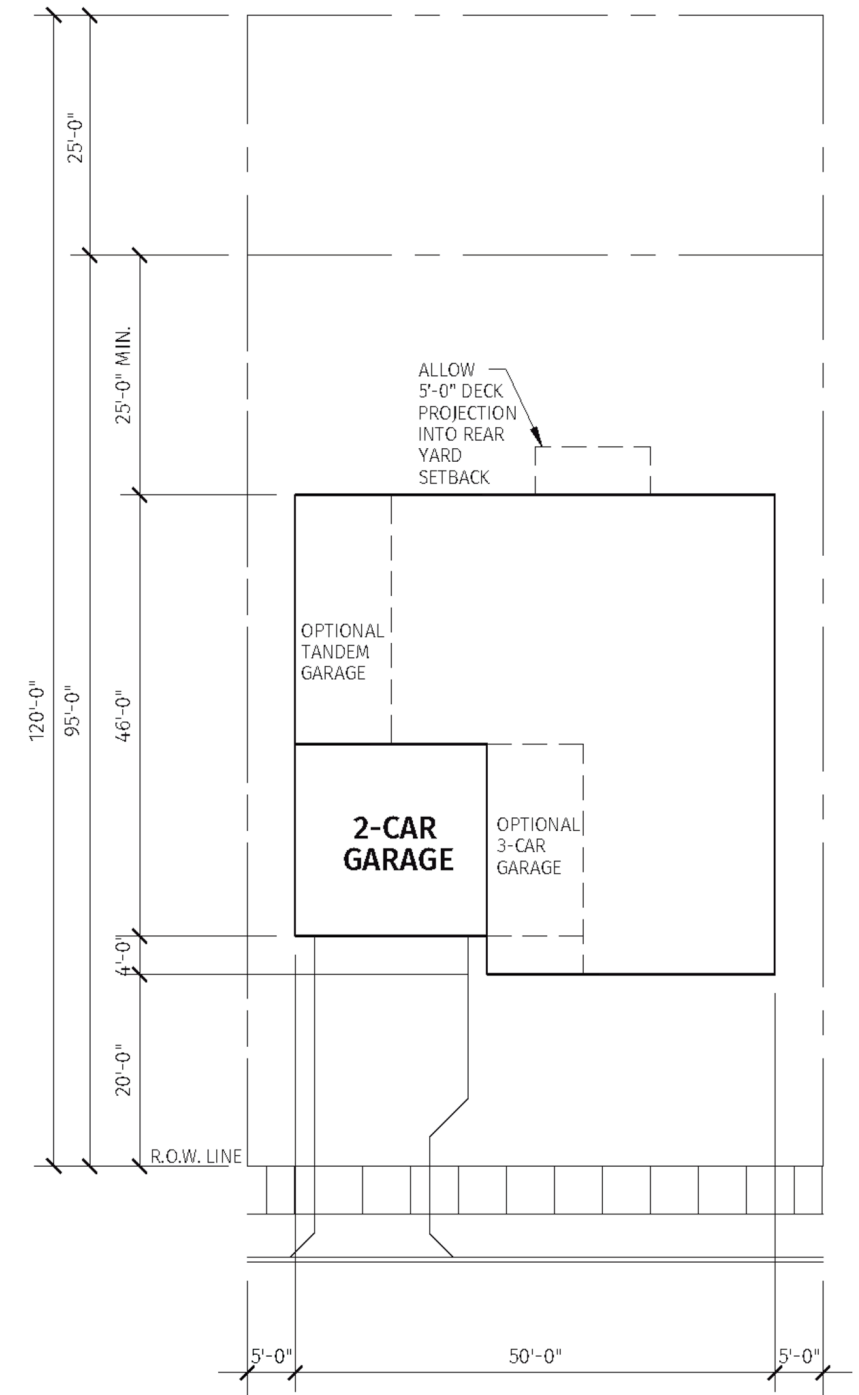 25'-0"
25'-0" MIN.
ALLOW
5'-0" DECK
PROJECTION
INTO REAR
YARD
SETBACK
OPTIONAL
TANDEM
GARAGE
120'-0"
95'-0"
46'-0"
2-CAR
GARAGE
OPTIONAL
3-CAR
GARAGE
4'-0"
20'-0"
R.O.W. LINE
5'-0"
50'-0"
5'-0"